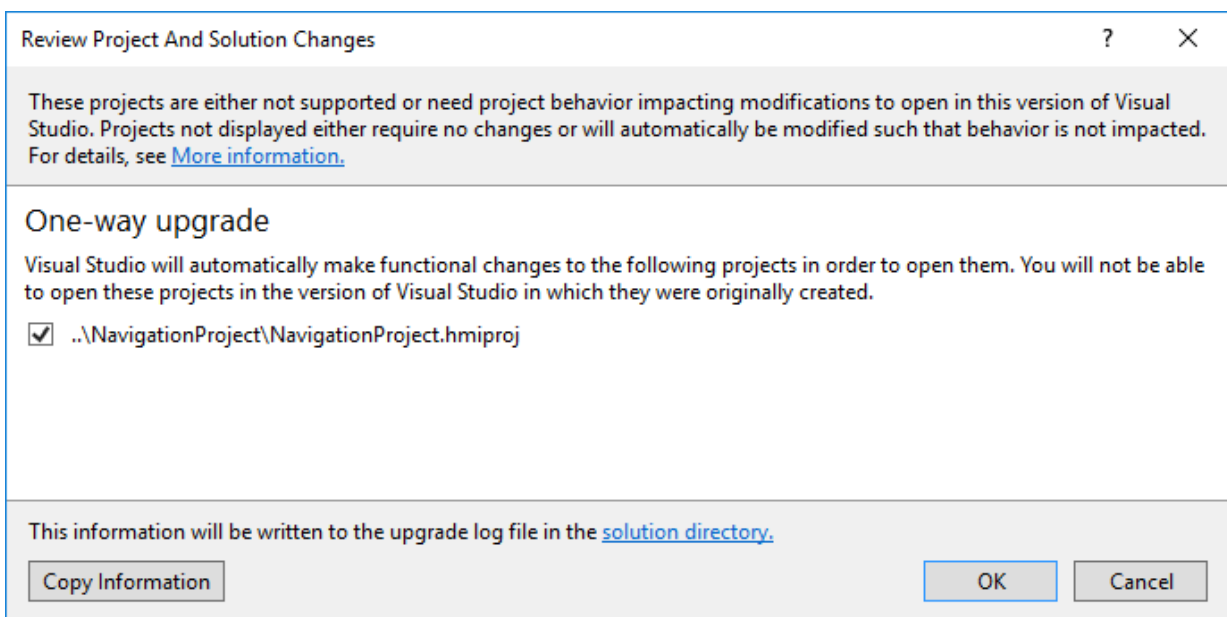 Review Project And Solution Changes
These projects are either not supported or need project behavior impacting modifications to open in this version of Visual
Studio. Projects not displayed either require no changes or will automatically be modified such that behavior is not impacted.
For details, see More information.
One-way upgrade
Visual Studio will automatically make functional changes to the following projects in order to open them. You will not be able
to open these projects in the version of Visual Studio in which they were originally created.
..\NavigationProject\NavigationProject.hmiproj
This information will be written to the upgrade log file in the solution directory.
Copy Information
OK
Cancel